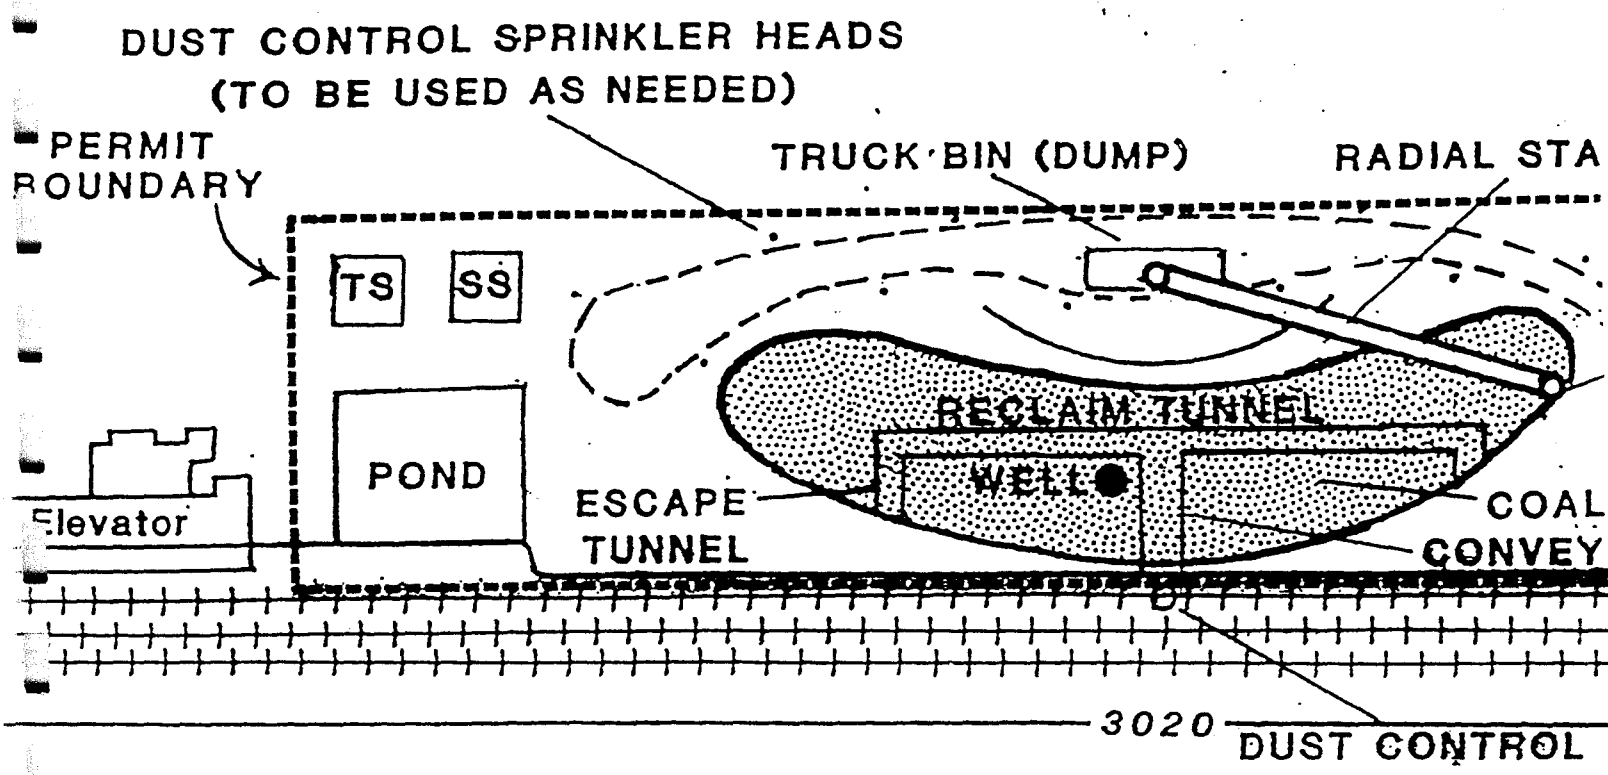 DUST CONTROL SPRINKLER HEADS
(TO BE USED AS NEEDED)
PERMIT
BOUNDARY
TRUCK BIN (DUMP)
RADIAL STA
TS
SS
RECLAIM TUNNEL
POND
WELL
ESCAPE
TUNNEL
COAL
CONVEY
Elevator
3020
DUST CONTROL